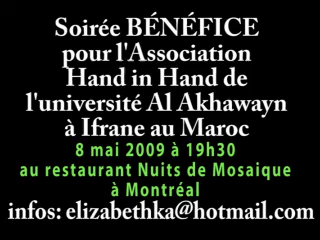 Soirée BÉNÉFICE
pour l'Association
Hand in Hand de
l'université Al Akhawayn
à Ifrane au Maroc
8 mai 2009 à 19h30
au restaurant Nuits de Mosaique
à Montréal
infos: elizabethka@hotmail.com